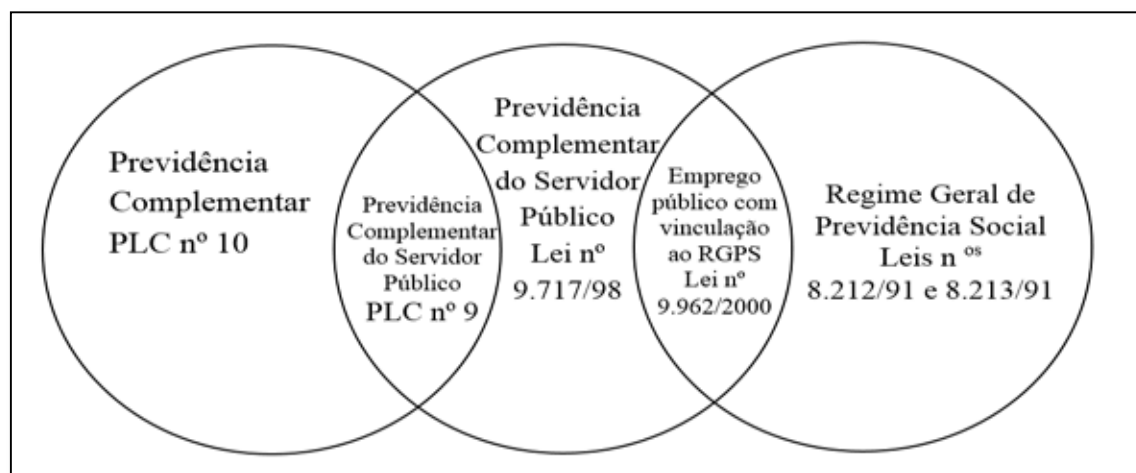 Previdência
Complementar
PLC nº 10
Previdência
Complementar
do Servidor
Público
PLC nº 9
Previdência
Complementar
do Servidor
Público
Lei nº
9.717/98
Emprego
público com
vinculação
ao RGPS
Lei nº
9.962/2000
Regime Geral de
Previdência Social
Leis n ºs
8.212/91 e 8.213/91